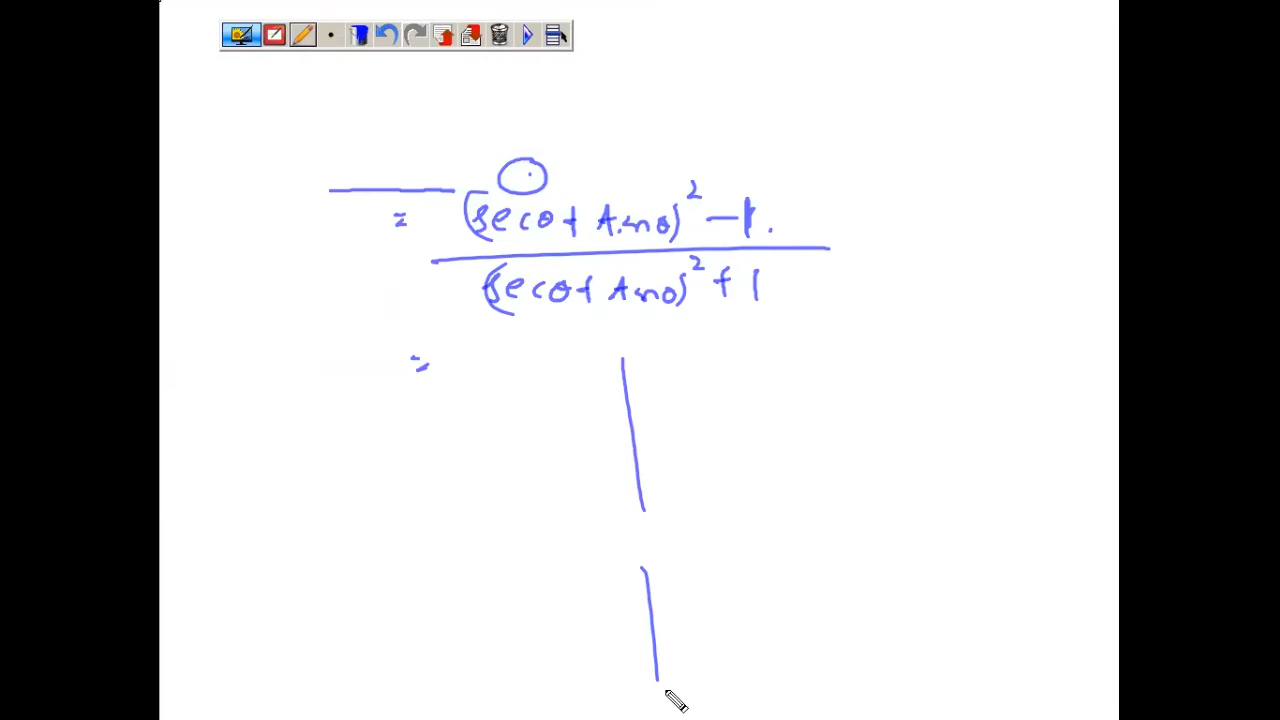 = (secθ + tanθ)² - 1.
(secθ + tanθ)² + 1
=